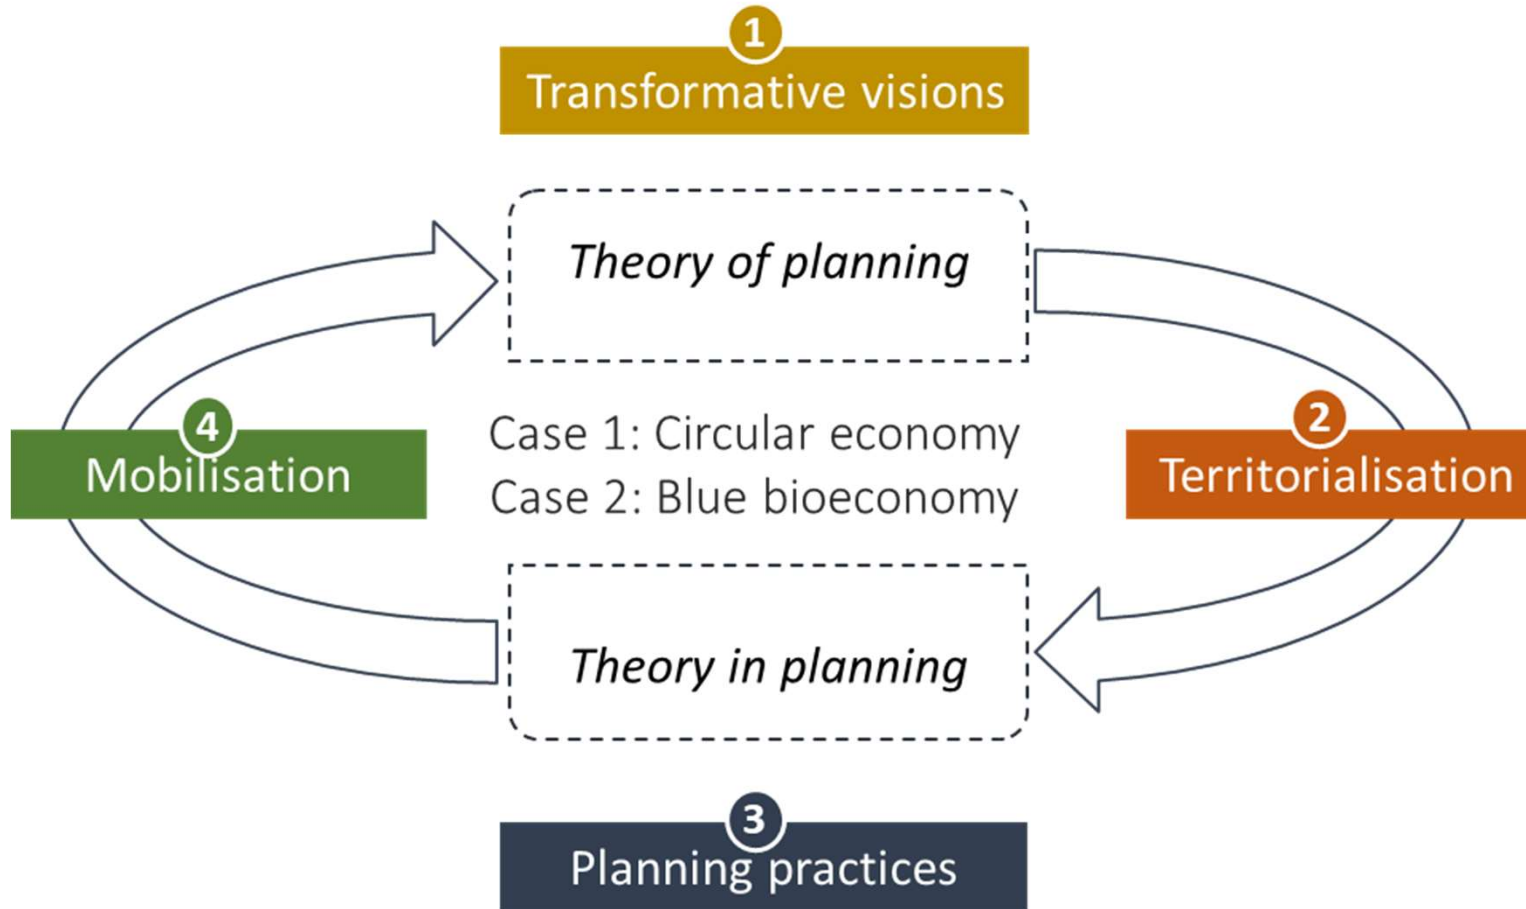 1
Transformative visions
Theory of planning
2
Territorialisation
4
Mobilisation
Case 1: Circular economy
Case 2: Blue bioeconomy
Theory in planning
3
Planning practices